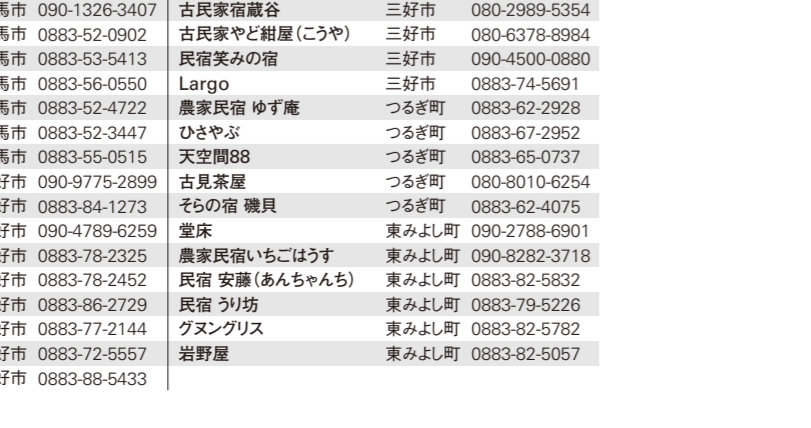 馬市 090-1326-3407 古民家宿蔵谷 三好市 080-2989-5354
馬市 0883-52-0902 古民家やど紺屋(こうや) 三好市 080-6378-8984
馬市 0883-53-5413 民宿笑みの宿 三好市 090-4500-0880
馬市 0883-56-0550 Largo 三好市 0883-74-5691
馬市 0883-52-4722 農家民宿 ゆず庵 つるぎ町 0883-62-2928
馬市 0883-52-3447 ひさやぶ つるぎ町 0883-67-2952
馬市 0883-55-0515 天空間88 つるぎ町 0883-65-0737
好市 090-9775-2899 古見茶屋 つるぎ町 080-8010-6254
好市 0883-84-1273 そらの宿 磯貝 つるぎ町 0883-62-4075
好市 090-4789-6259 堂床 東みよし町 090-2788-6901
好市 0883-78-2325 農家民宿いちごはうす 東みよし町 090-8282-3718
好市 0883-78-2452 民宿 安藤(あんちゃんち) 東みよし町 0883-82-5832
好市 0883-86-2729 民宿 うり坊 東みよし町 0883-79-5226
好市 0883-77-2144 グヌングリス 東みよし町 0883-82-5782
好市 0883-72-5557 岩野屋 東みよし町 0883-82-5057
好市 0883-88-5433